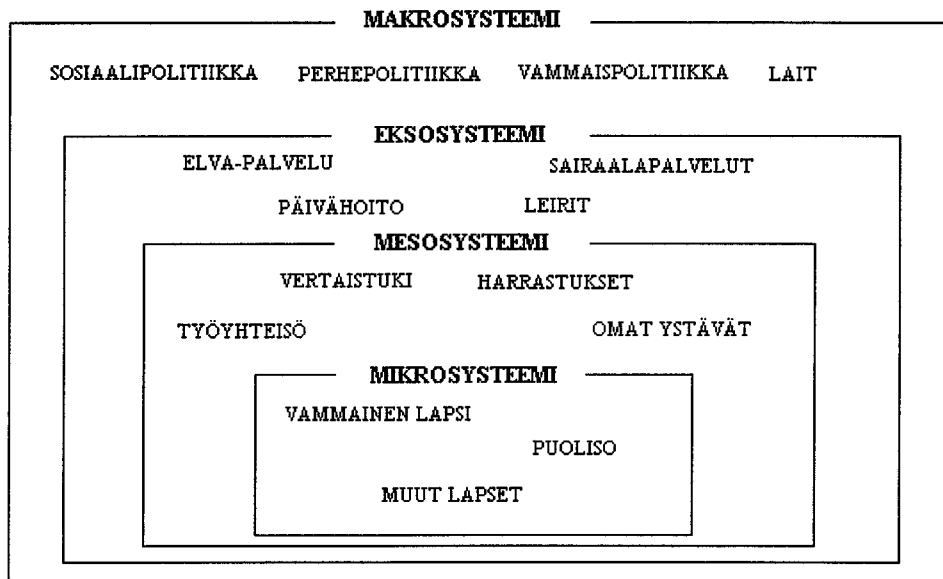 MAKROSYSTEEMI
SOSIAALIPOLITIIKKA PERHEPOLITIIKKA VAMMAISPOLITIIKKA LAIT
EKSOSYSTEEMI
ELVA-PALVELU SAIRAALAPALVELUT
PÄIVÄHOITO LEIRIT
MESOSYSTEEMI
VERTAISTUKI HARRASTUKSET
TYÖYHTEISÖ OMAT YSTÄVÄT
MIKROSYSTEEMI
VAMMAINEN LAPSI
PUOLISO
MUUT LAPSET